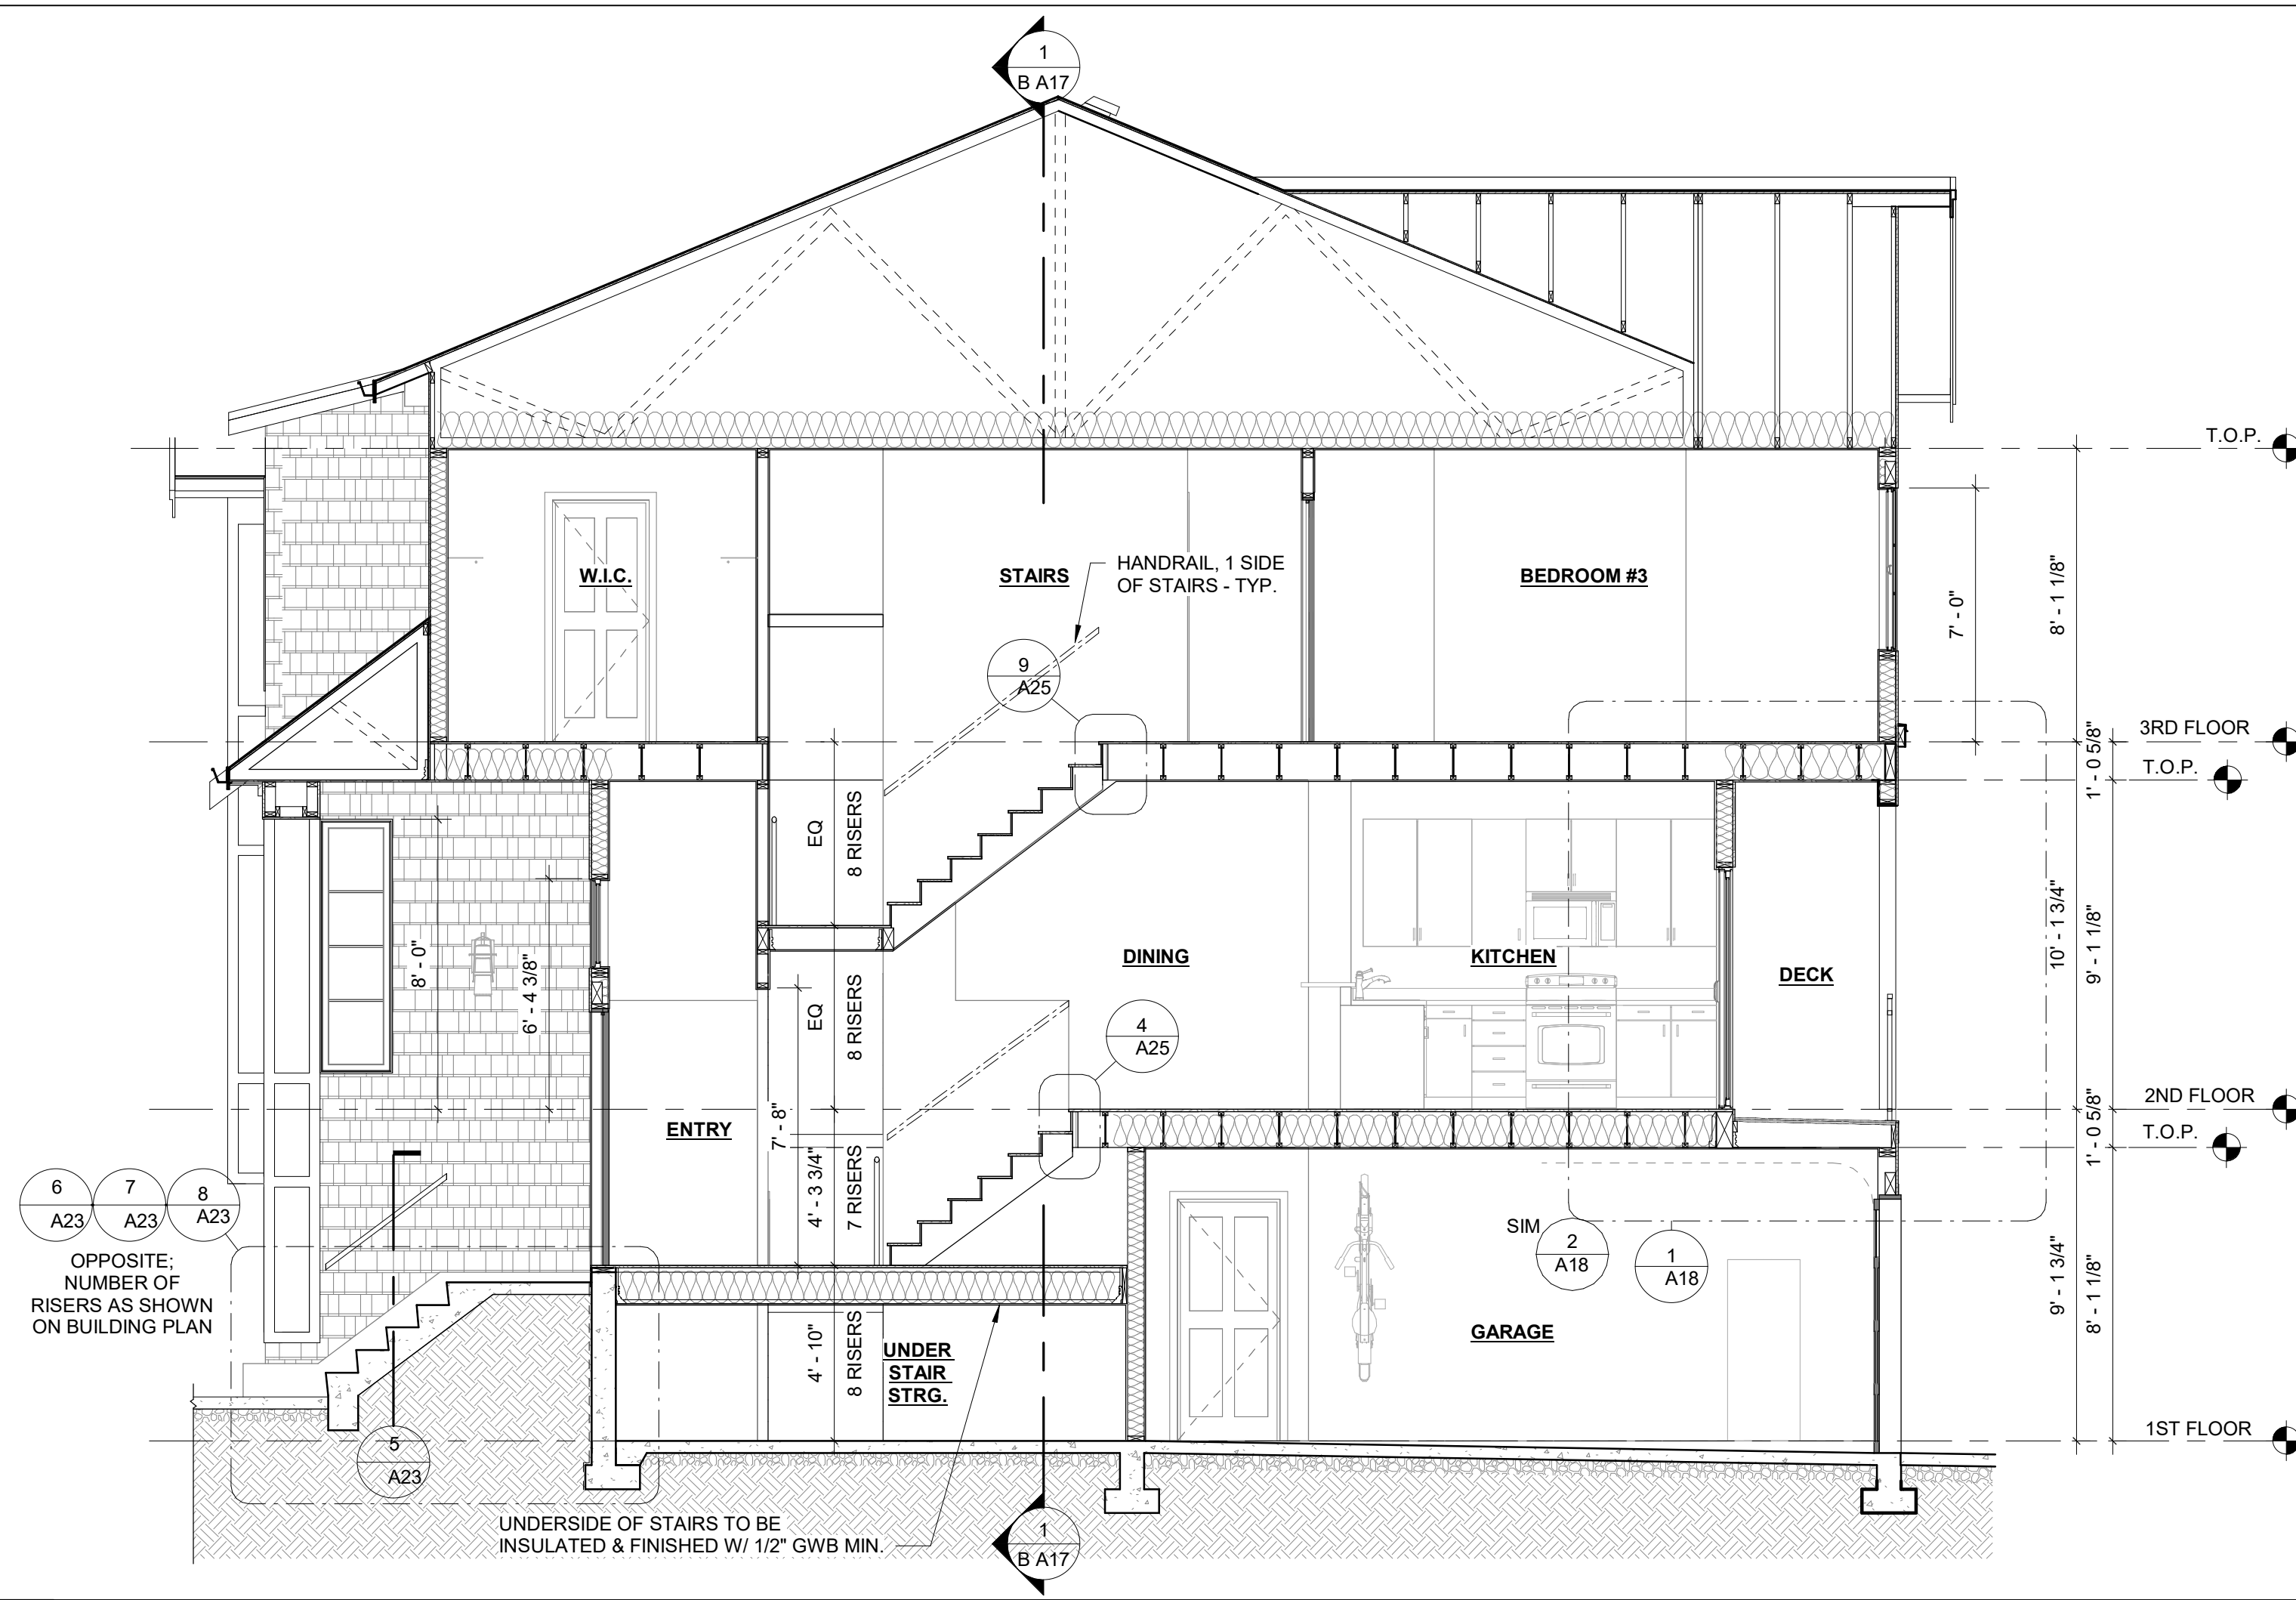 1
B A17
T.O.P.
HANDRAIL, 1 SIDE
OF STAIRS - TYP.
W.I.C.
STAIRS
BEDROOM #3
7' - 0"
8' - 1 1/8"
9
A25
3RD FLOOR
1' - 0 5/8"
T.O.P.
EQ
8 RISERS
8' - 0"
6' - 4 3/8"
DINING
KITCHEN
DECK
10' - 1 3/4"
9' - 1 1/8"
EQ
8 RISERS
4
A25
2ND FLOOR
1' - 0 5/8"
T.O.P.
ENTRY
7' - 8"
4' - 3 3/4"
7 RISERS
6
A23
7
A23
8
A23
OPPOSITE;
NUMBER OF
RISERS AS SHOWN
ON BUILDING PLAN
SIM
2
A18
1
A18
9' - 1 3/4"
8' - 1 1/8"
GARAGE
4' - 10"
8 RISERS
UNDER
STAIR
STRG.
1ST FLOOR
5
A23
UNDERSIDE OF STAIRS TO BE
INSULATED & FINISHED W/ 1/2" GWB MIN.
1
B A17